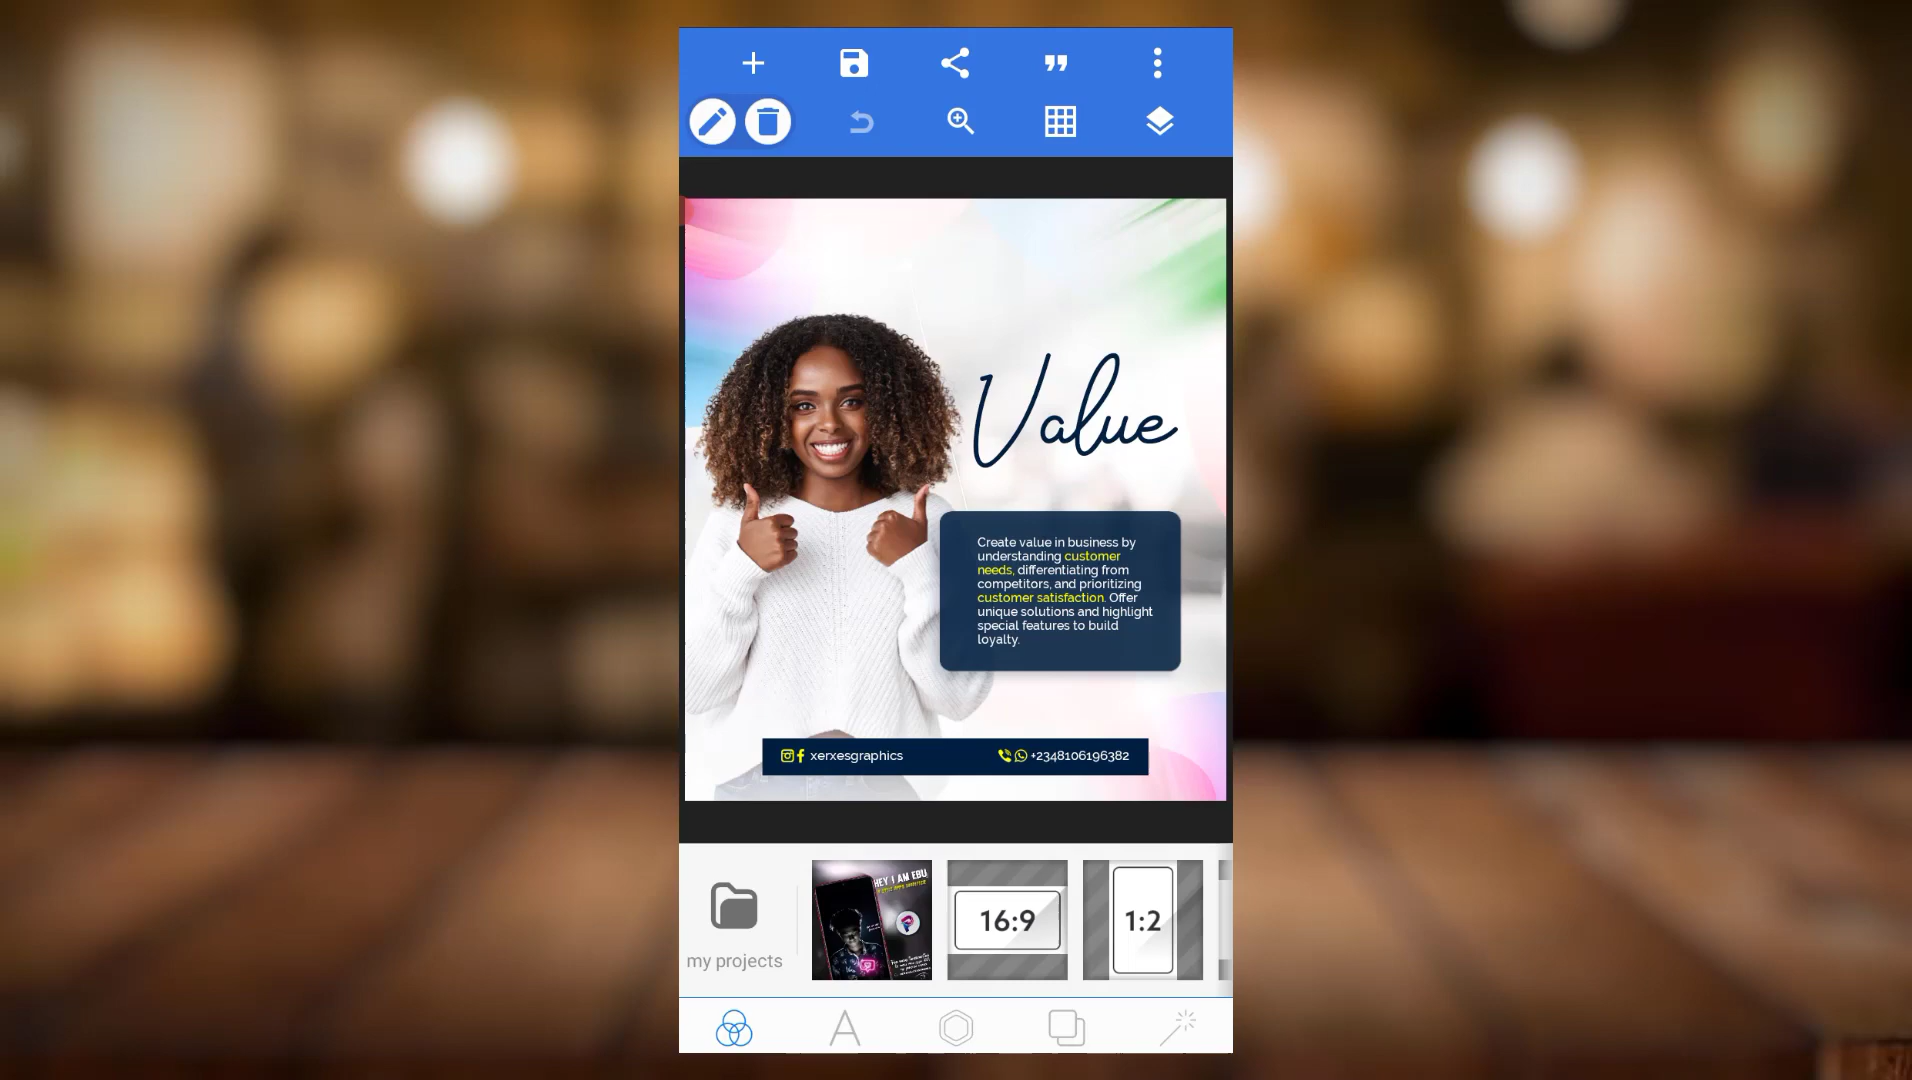 Value
Create value in business by
understanding customer
needs, differentiating from
competitors, and prioritizing
customer satisfaction. Offer
unique solutions and highlight
special features to build
loyalty.
xerxesgraphics
+2348106196382
HEY I AM EBU
16:9
1:2
my projects